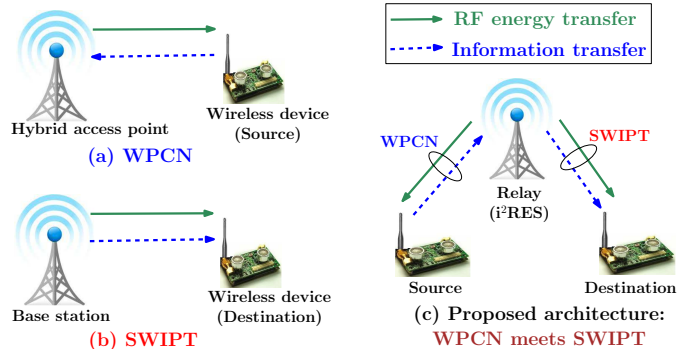 Hybrid access point
Wireless device
(Source)
(a) WPCN
Base station
Wireless device
(Destination)
(b) SWIPT
RF energy transfer
Information transfer
WPCN
SWIPT
Relay
(i²RES)
Source
Destination
(c) Proposed architecture:
WPCN meets SWIPT